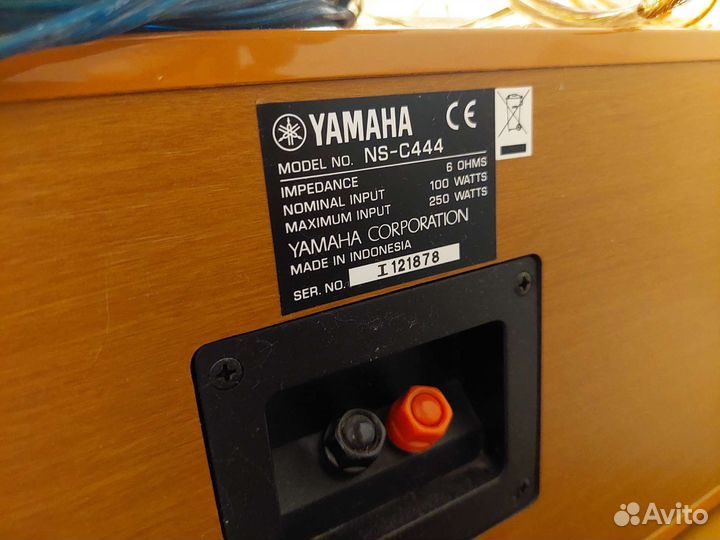 YAMAHA CE
MODEL NO. NS-C444
IMPEDANCE 6 OHMS
NOMINAL INPUT 100 WATTS
MAXIMUM INPUT 250 WATTS
YAMAHA CORPORATION
MADE IN INDONESIA
SER. NO. I 121878
Avito